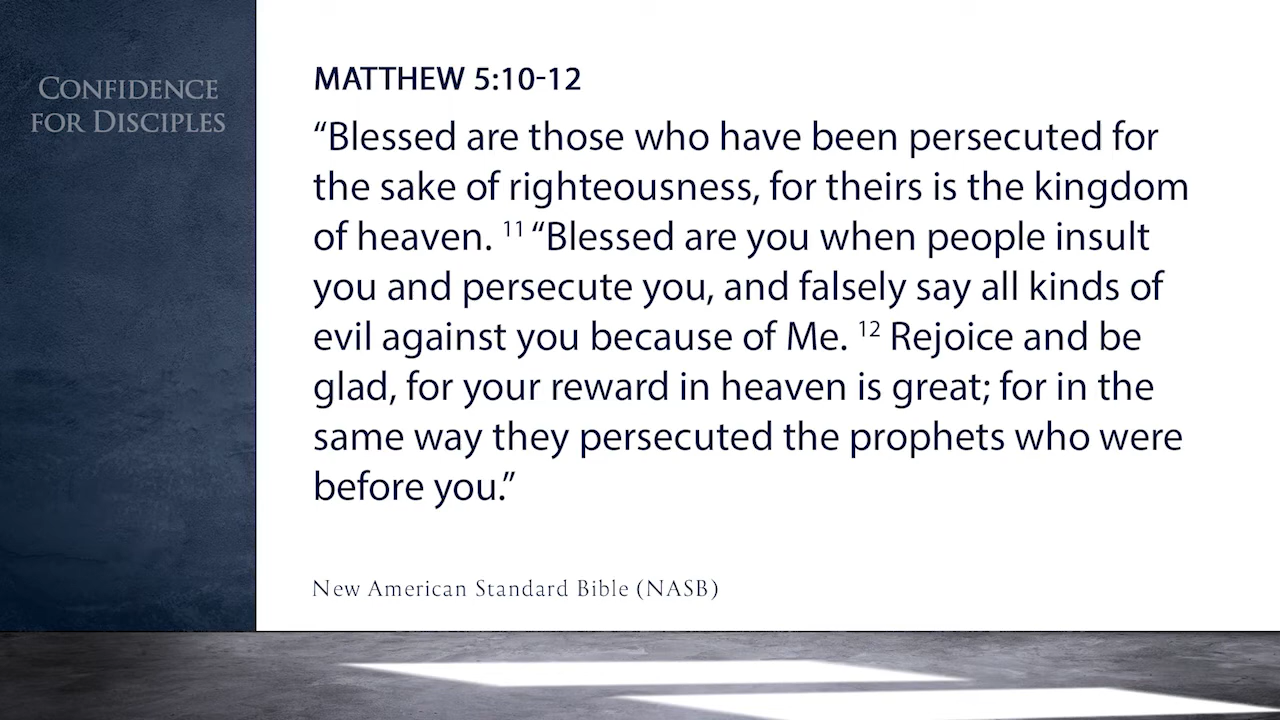 CONFIDENCE
FOR DISCIPLES
MATTHEW 5:10-12
“Blessed are those who have been persecuted for
the sake of righteousness, for theirs is the kingdom
of heaven. 11 “Blessed are you when people insult
you and persecute you, and falsely say all kinds of
evil against you because of Me. 12 Rejoice and be
glad, for your reward in heaven is great; for in the
same way they persecuted the prophets who were
before you.”
New American Standard Bible (NASB)